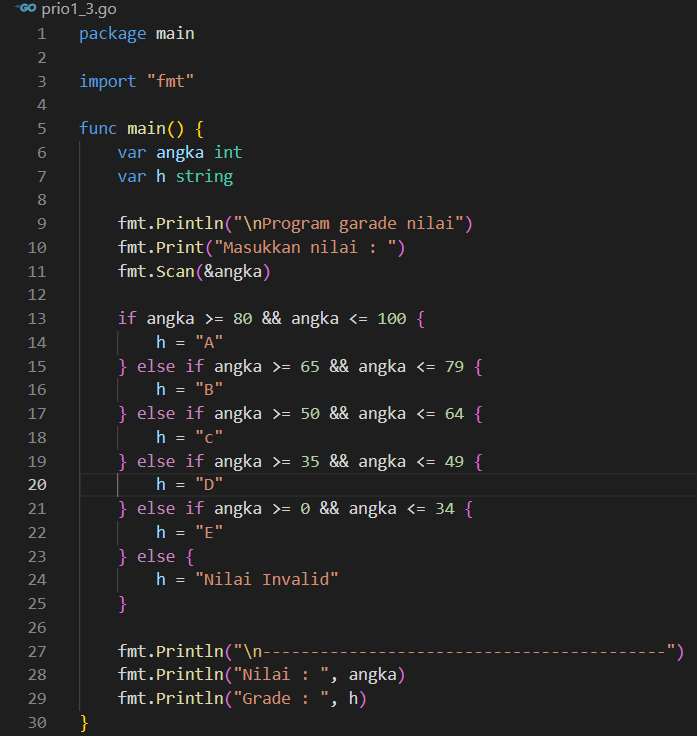 GO prio1_3.go
1 package main
2
3 import "fmt"
4
5 func main() {
6 var angka int
7 var h string
8
9 fmt.Println("\nProgram garade nilai")
10 fmt.Print("Masukkan nilai : ")
11 fmt.Scan(&angka)
12
13 if angka >= 80 && angka <= 100 {
14 h = "A"
15 } else if angka >= 65 && angka <= 79 {
16 h = "B"
17 } else if angka >= 50 && angka <= 64 {
18 h = "c"
19 } else if angka >= 35 && angka <= 49 {
20 h = "D"
21 } else if angka >= 0 && angka <= 34 {
22 h = "E"
23 } else {
24 h = "Nilai Invalid"
25 }
26
27 fmt.Println("\n------------------------------------------")
28 fmt.Println("Nilai : ", angka)
29 fmt.Println("Grade : ", h)
30 }